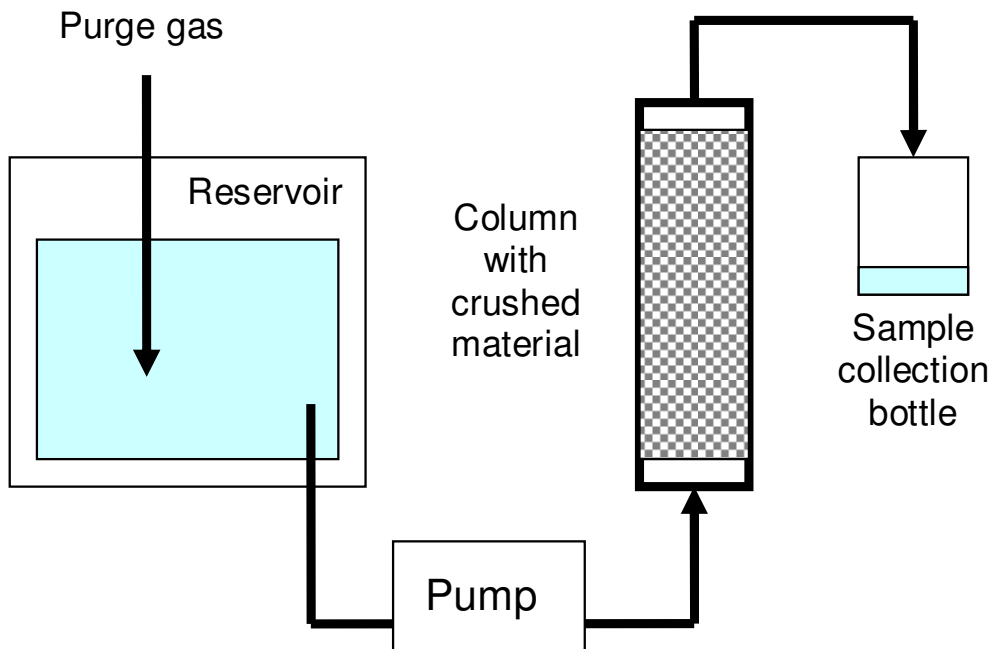 Purge gas
Reservoir
Column
with
crushed
material
Sample
collection
bottle
Pump